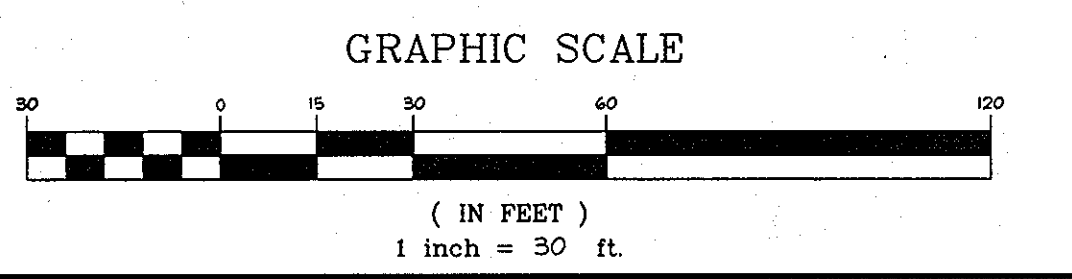 GRAPHIC SCALE
30 0 15 30 60 120
( IN FEET )
1 inch = 30 ft.